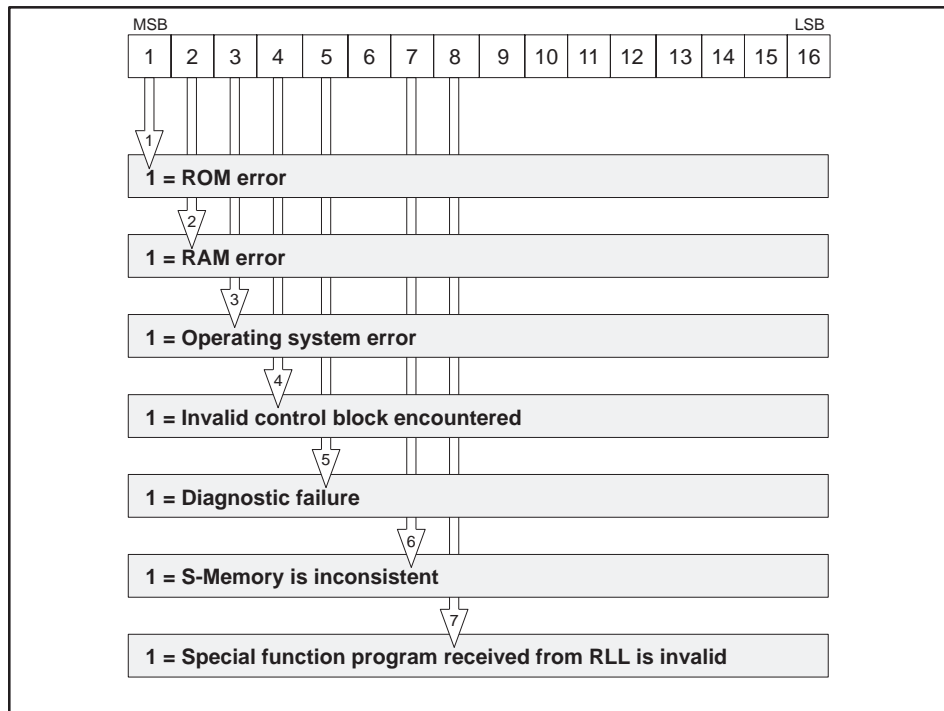 MSB LSB
1 2 3 4 5 6 7 8 9 10 11 12 13 14 15 16
1
1 = ROM error
2
1 = RAM error
3
1 = Operating system error
4
1 = Invalid control block encountered
5
1 = Diagnostic failure
6
1 = S-Memory is inconsistent
7
1 = Special function program received from RLL is invalid